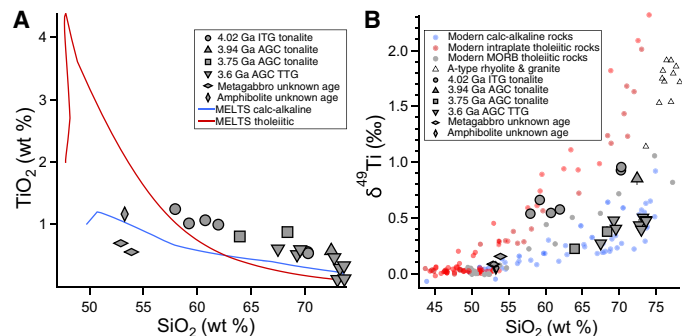 A
4
3
2
1
TiO2 (wt %)
4.02 Ga ITG tonalite
3.94 Ga AGC tonalite
3.75 Ga AGC tonalite
3.6 Ga AGC TTG
Metagabbro unknown age
Amphibolite unknown age
MELTS calc-alkaline
MELTS tholeiitic
50 55 60 65 70
SiO2 (wt %)
B
2.0
1.5
1.0
0.5
0.0
δ49Ti (‰)
Modern calc-alkaline rocks
Modern intraplate tholeiitic rocks
Modern MORB tholeiitic rocks
A-type rhyolite & granite
4.02 Ga ITG tonalite
3.94 Ga AGC tonalite
3.75 Ga AGC tonalite
3.6 Ga AGC TTG
Metagabbro unknown age
Amphibolite unknown age
45 50 55 60 65 70 75
SiO2 (wt %)